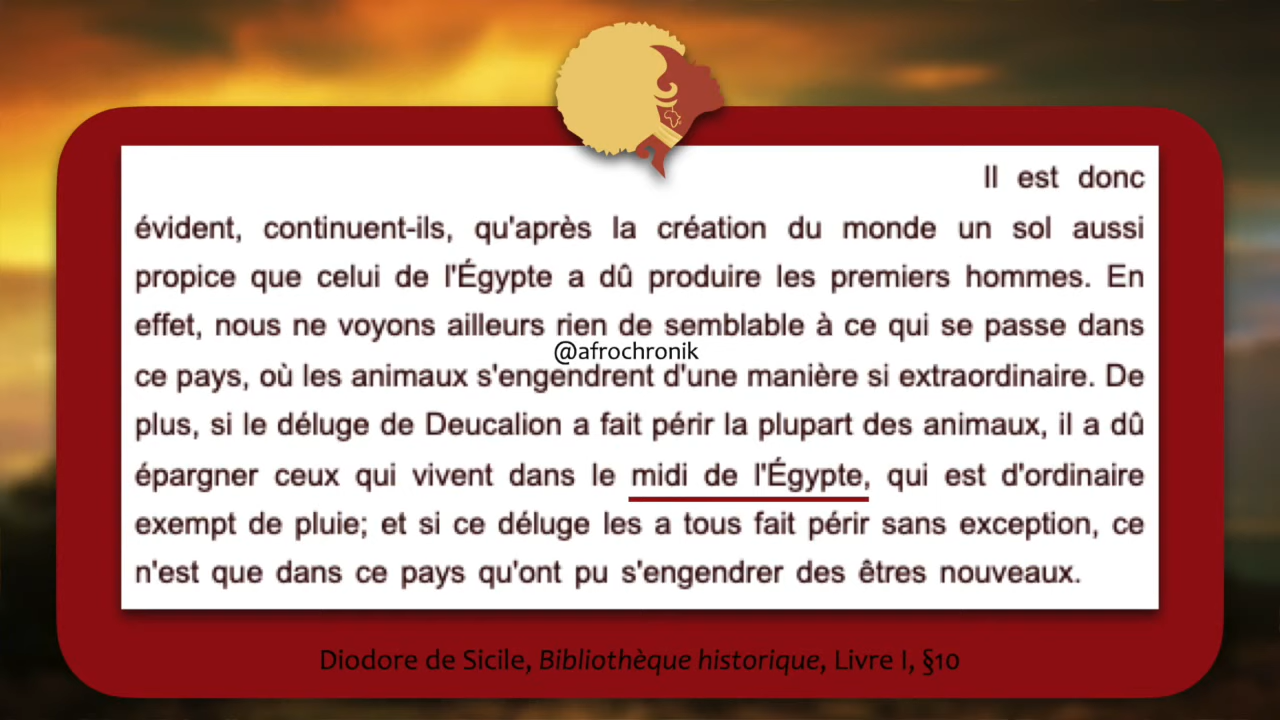 Il est donc
évident, continuent-ils, qu'après la création du monde un sol aussi
propice que celui de l'Égypte a dû produire les premiers hommes. En
effet, nous ne voyons ailleurs rien de semblable à ce qui se passe dans
@afrochronik
ce pays, où les animaux s'engendrent d'une manière si extraordinaire. De
plus, si le déluge de Deucalion a fait périr la plupart des animaux, il a dû
épargner ceux qui vivent dans le midi de l'Égypte, qui est d'ordinaire
exempt de pluie; et si ce déluge les a tous fait périr sans exception, ce
n'est que dans ce pays qu'ont pu s'engendrer des êtres nouveaux.
Diodore de Sicile, Bibliothèque historique, Livre I, §10